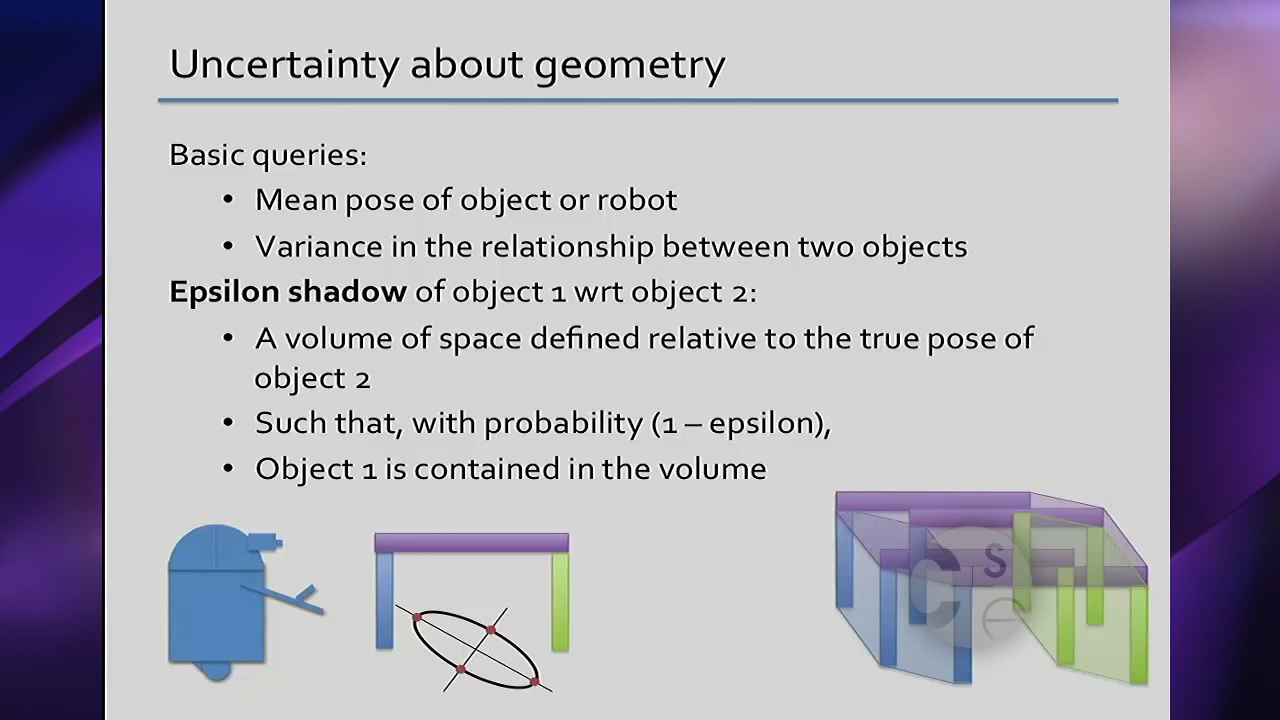 Uncertainty about geometry
Basic queries:
• Mean pose of object or robot
• Variance in the relationship between two objects
Epsilon shadow of object 1 wrt object 2:
• A volume of space defined relative to the true pose of
object 2
• Such that, with probability (1 – epsilon),
• Object 1 is contained in the volume
C S e